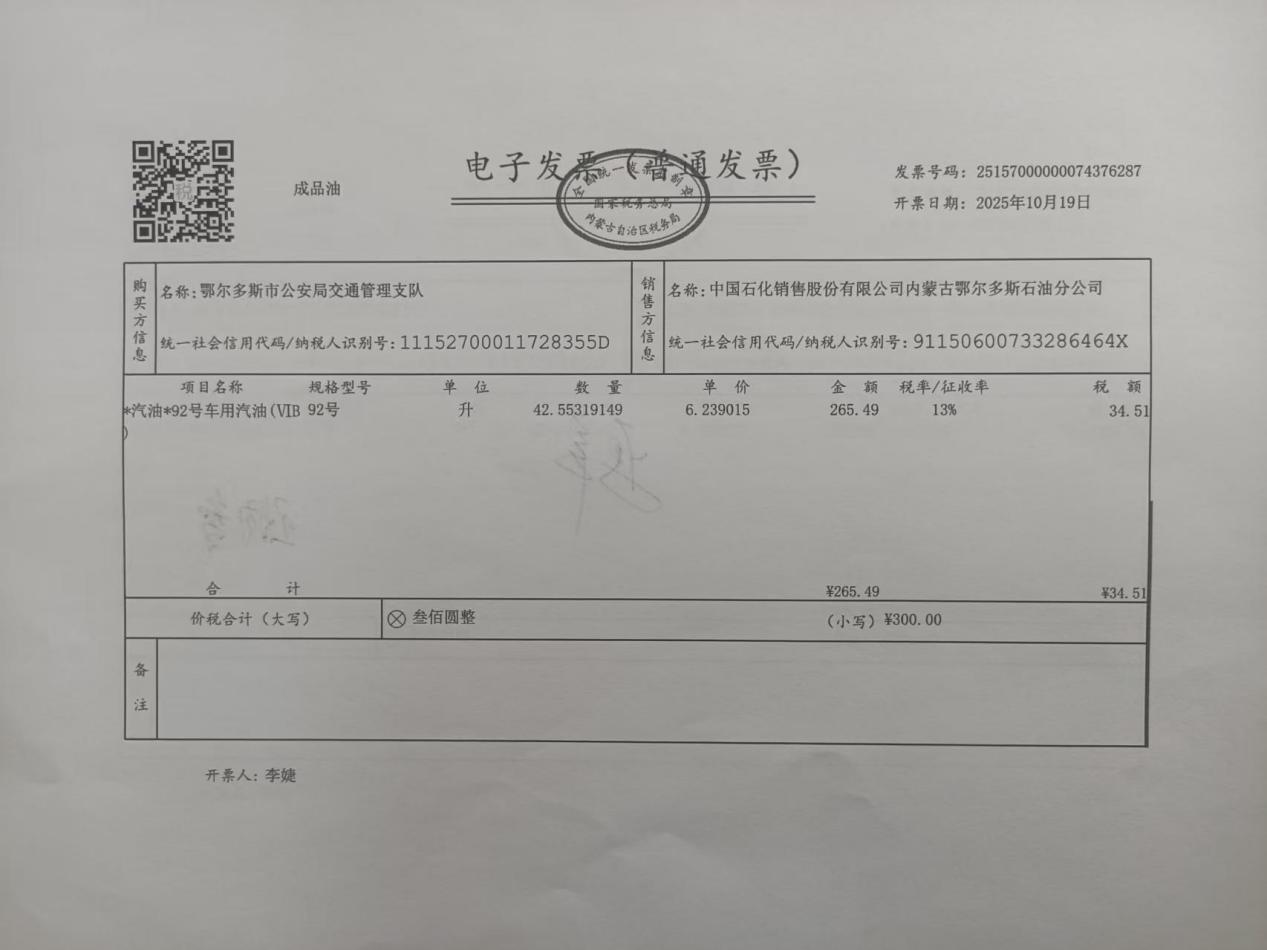 电子发票（普通发票）
全国统一发票监制章
国家税务总局
内蒙古自治区税务局
税
成品油
发票号码：25157000000074376287
开票日期：2025年10月19日
购买方信息
名称：鄂尔多斯市公安局交通管理支队
统一社会信用代码/纳税人识别号：11152700011728355D
销售方信息
名称：中国石化销售股份有限公司内蒙古鄂尔多斯石油分公司
统一社会信用代码/纳税人识别号：91150600733286464X
项目名称 规格型号 单 位 数 量 单 价 金 额 税率/征收率 税 额
*汽油*92号车用汽油(VIB 92号 升 42.55319149 6.239015 265.49 13% 34.51
)
合 计 ¥265.49 ¥34.51
价税合计（大写） ⊗ 叁佰圆整 （小写）¥300.00
备注
开票人：李婕